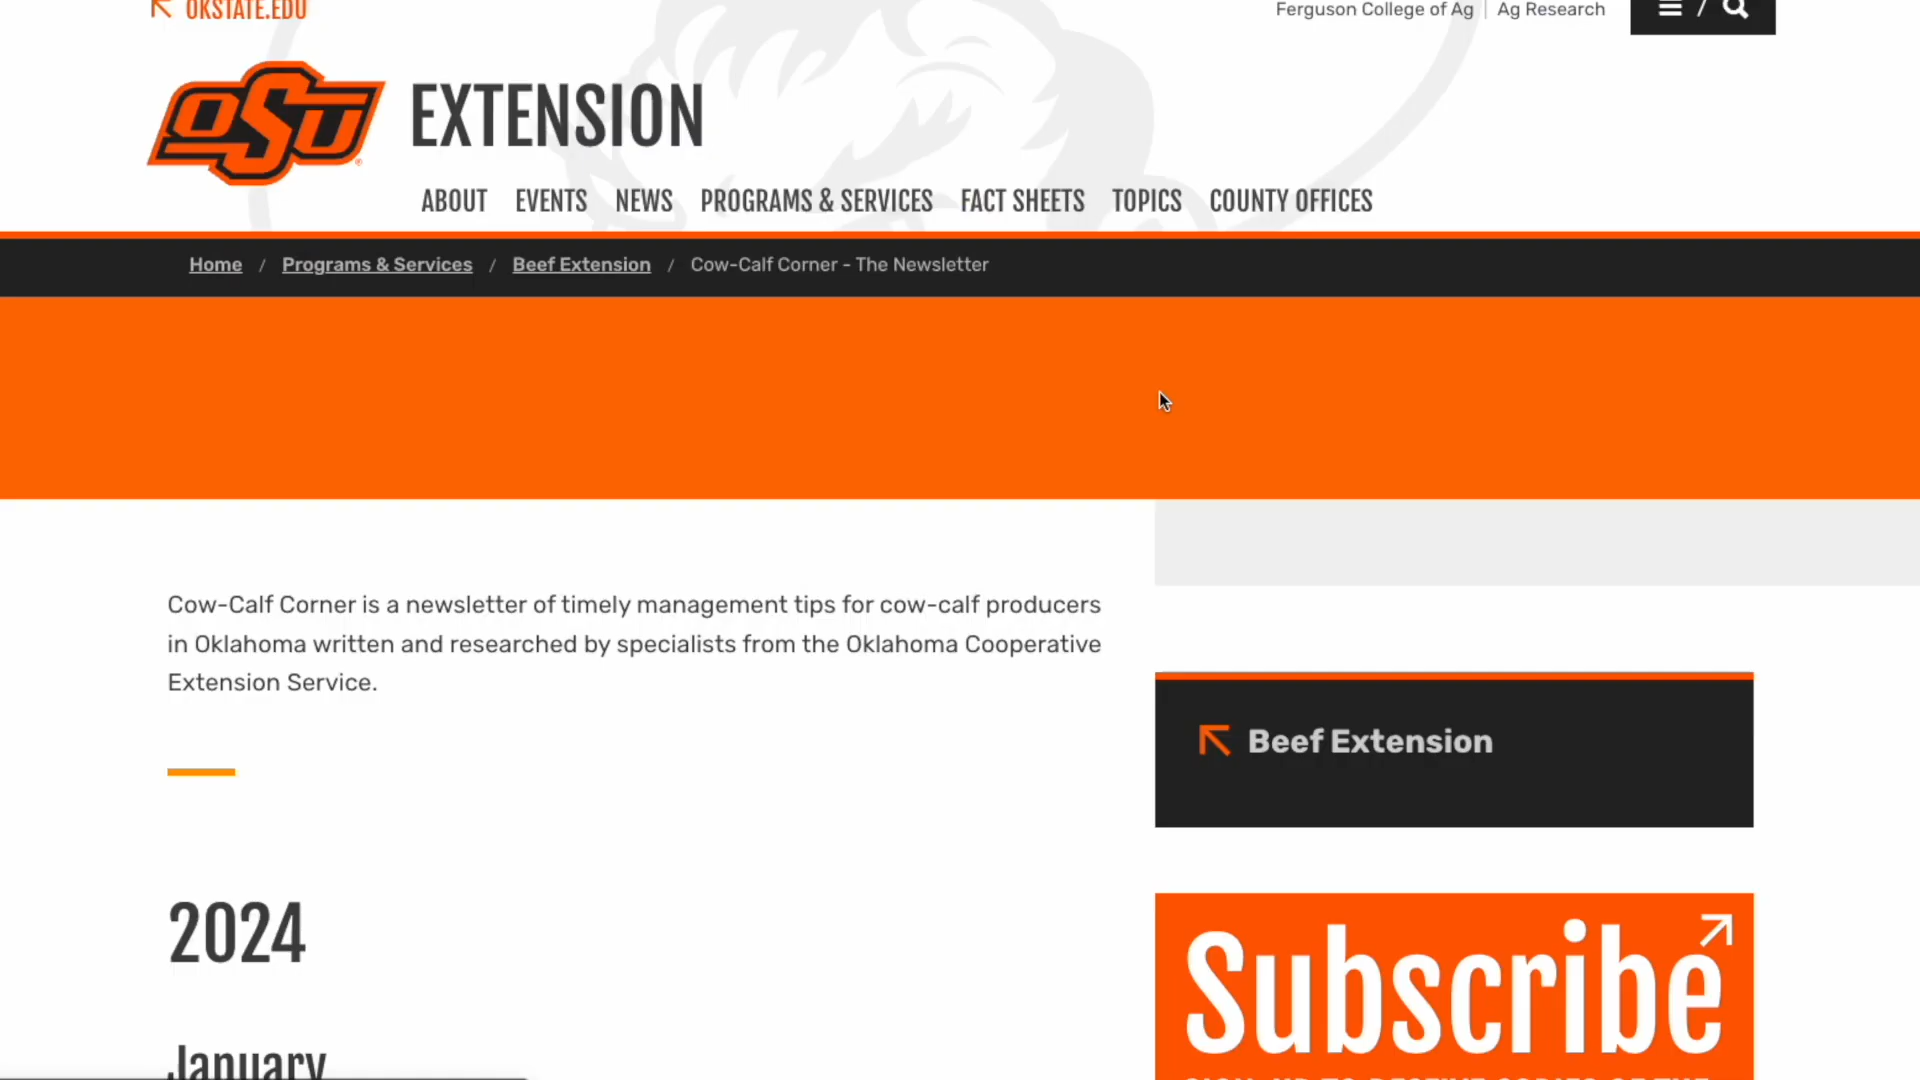 OKSTATE.EDU
Ferguson College of Ag | Ag Research
/
OSU
EXTENSION
ABOUT EVENTS NEWS PROGRAMS & SERVICES FACT SHEETS TOPICS COUNTY OFFICES
Home / Programs & Services / Beef Extension / Cow-Calf Corner - The Newsletter
Cow-Calf Corner is a newsletter of timely management tips for cow-calf producers
in Oklahoma written and researched by specialists from the Oklahoma Cooperative
Extension Service.
Beef Extension
2024
Subscribe
January